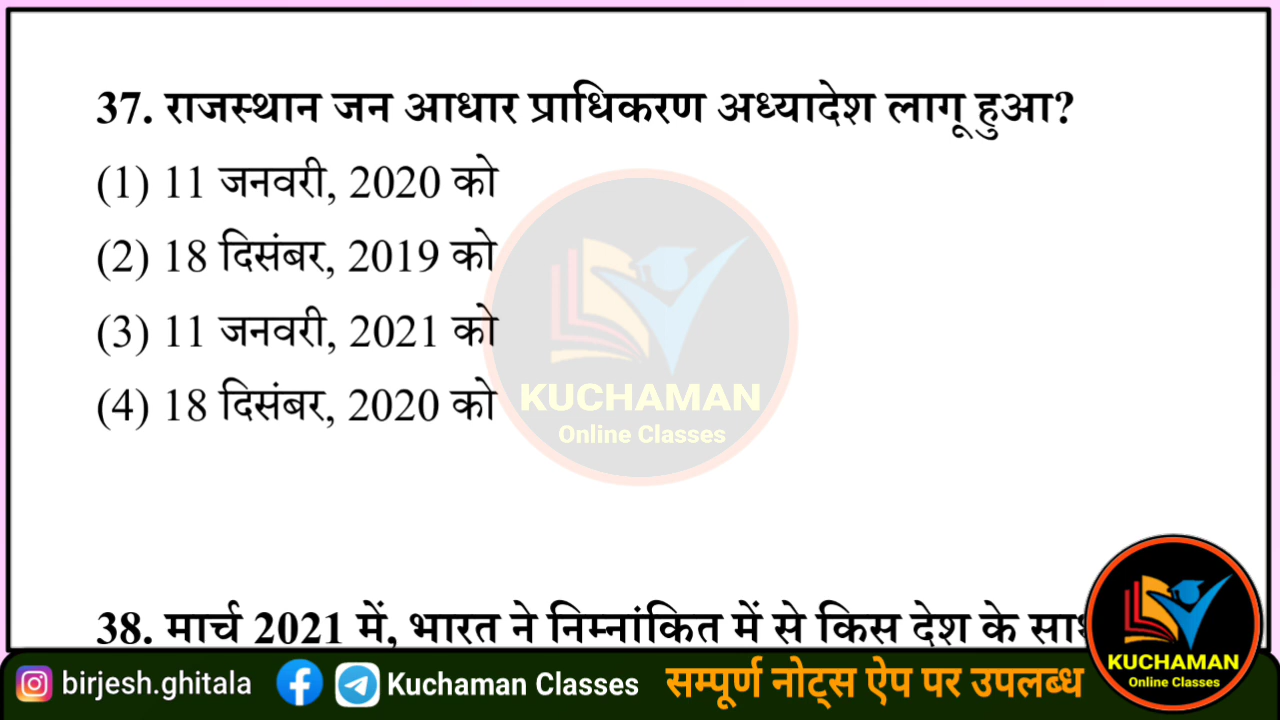 37. राजस्थान जन आधार प्राधिकरण अध्यादेश लागू हुआ?
(1) 11 जनवरी, 2020 को
(2) 18 दिसंबर, 2019 को
(3) 11 जनवरी, 2021 को
(4) 18 दिसंबर, 2020 को
KUCHAMAN
Online Classes
38. मार्च 2021 में, भारत ने निम्नांकित में से किस देश के
birjesh.ghitala Kuchaman Classes सम्पूर्ण नोट्स ऐप पर उपलब्ध
KUCHAMAN
Online Classes